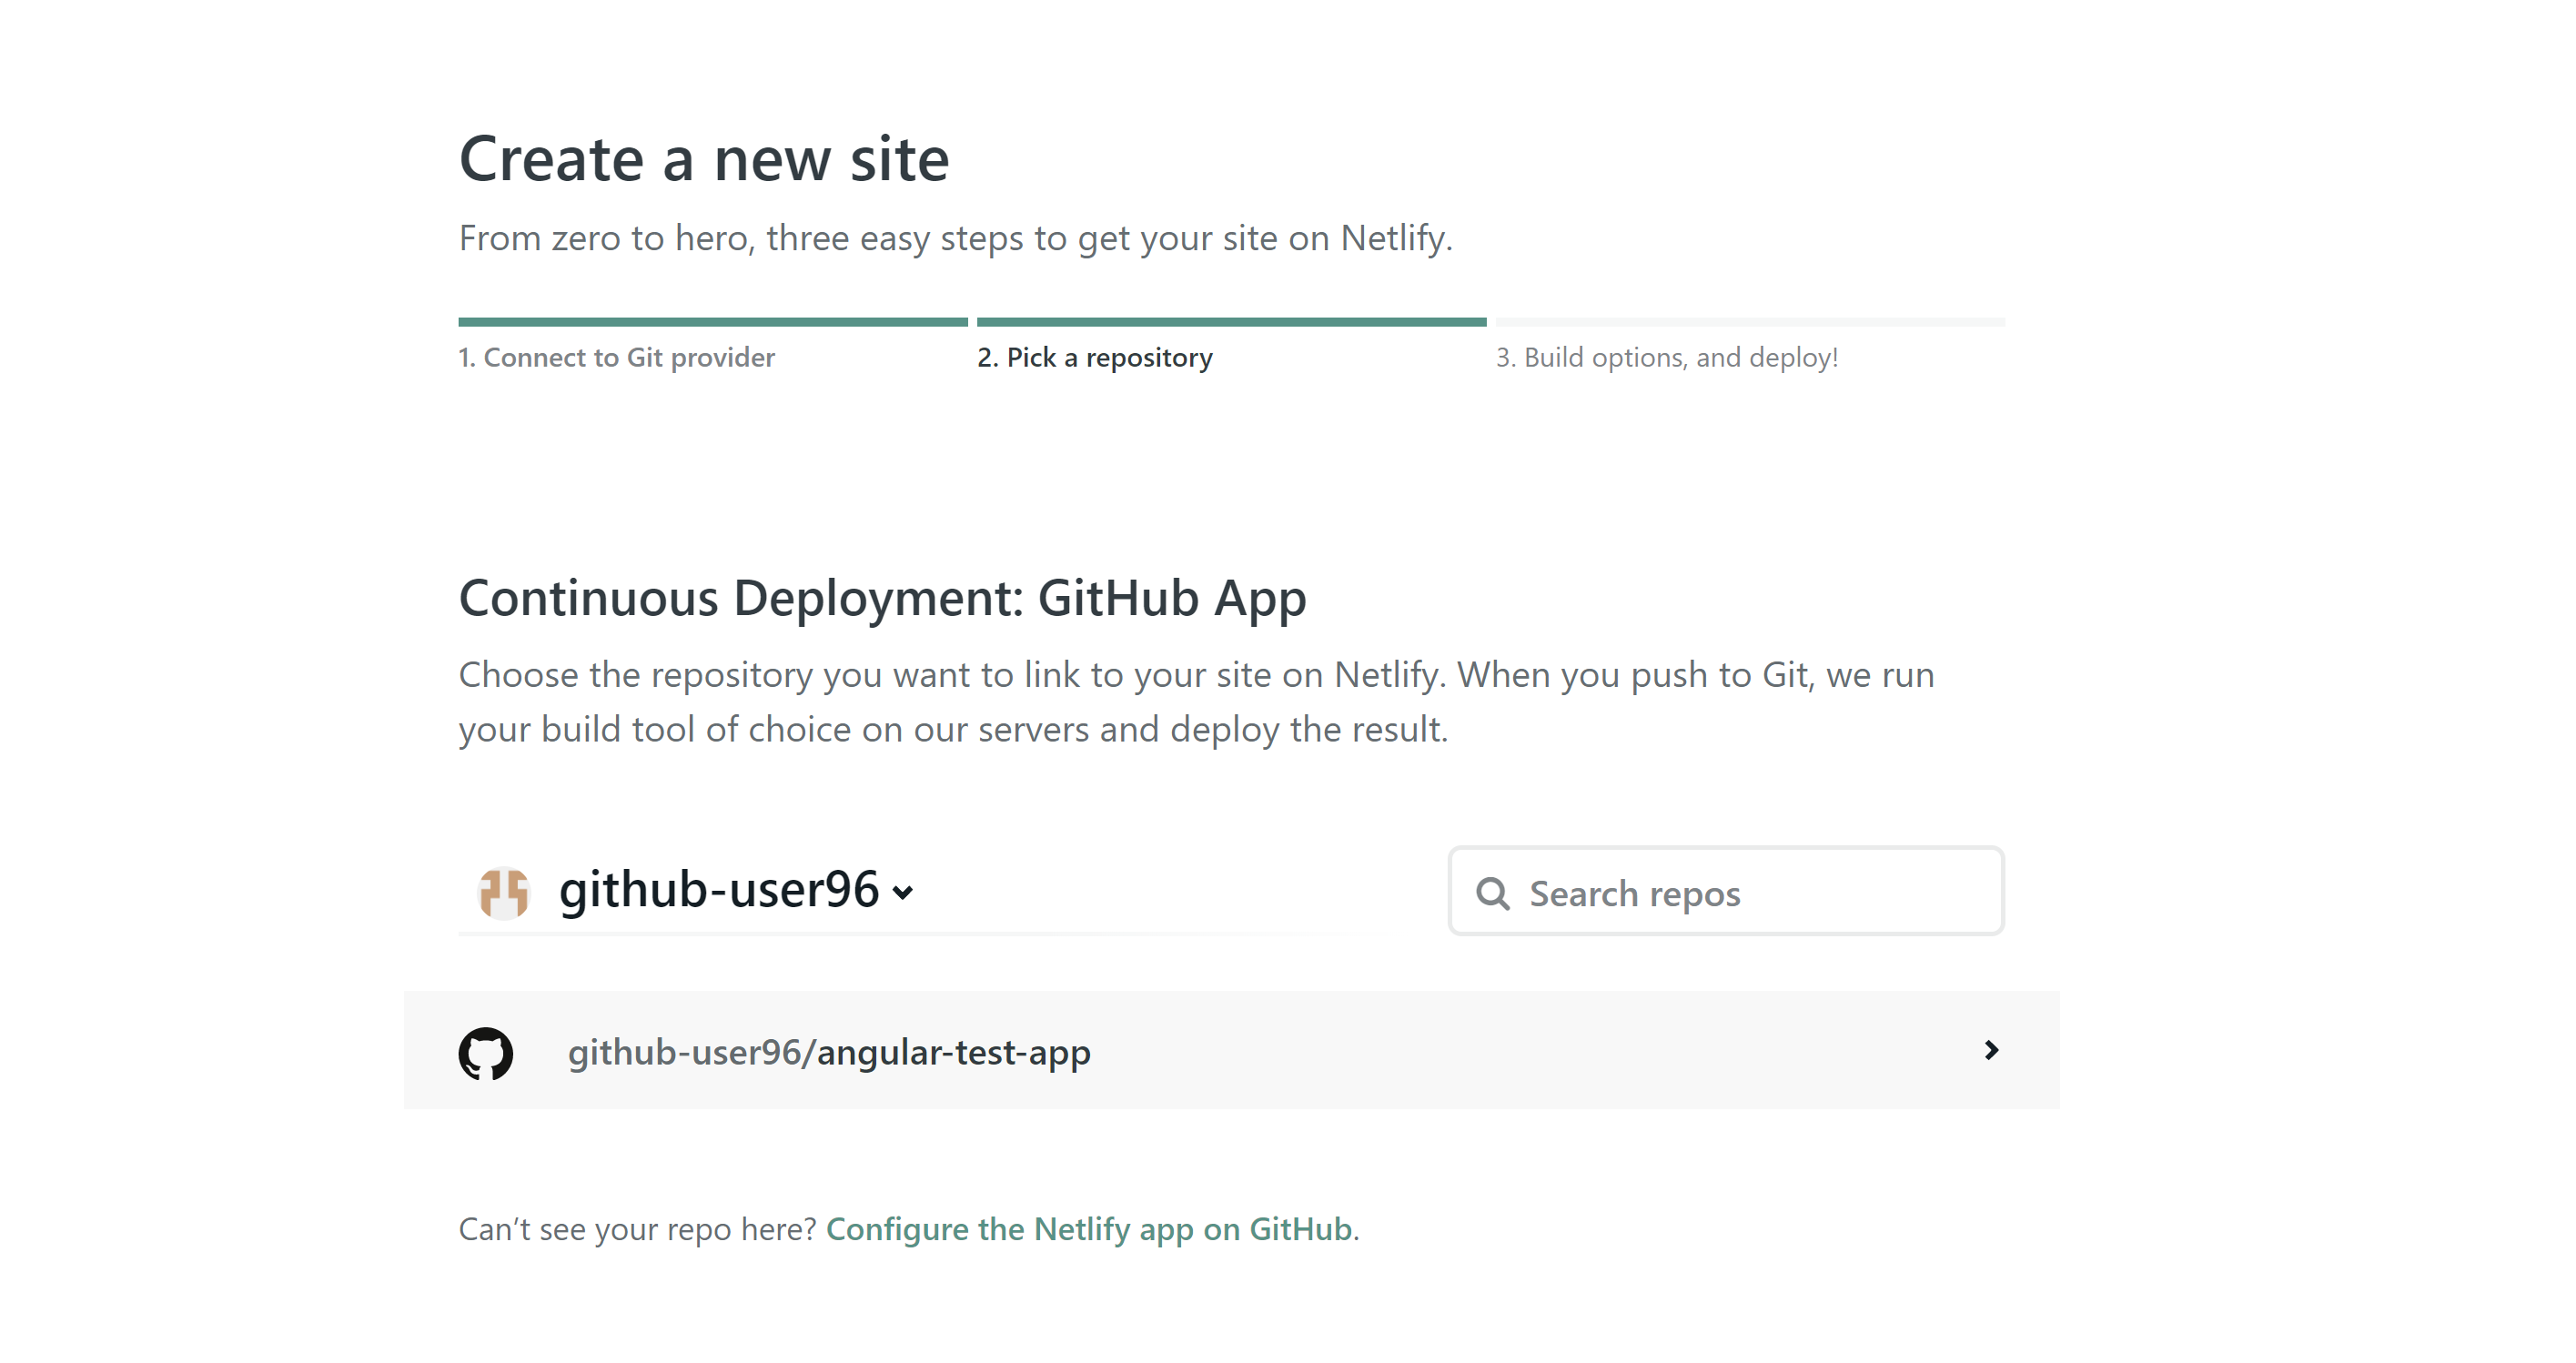 Create a new site
From zero to hero, three easy steps to get your site on Netlify.
1. Connect to Git provider
2. Pick a repository
3. Build options, and deploy!
Continuous Deployment: GitHub App
Choose the repository you want to link to your site on Netlify. When you push to Git, we run
your build tool of choice on our servers and deploy the result.
github-user96
Search repos
github-user96/angular-test-app
Can’t see your repo here? Configure the Netlify app on GitHub.